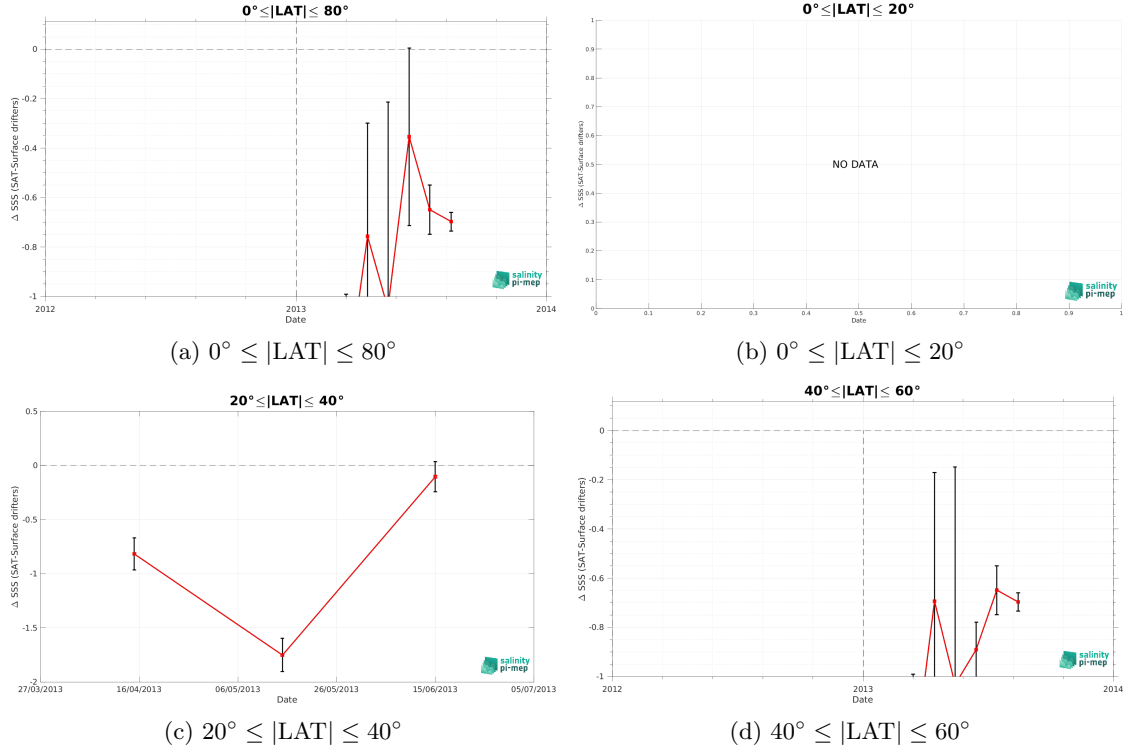 0°≤|LAT|≤ 80°
Δ SSS (SAT-Surface drifters)
0
-0.2
-0.4
-0.6
-0.8
-1
2012
2013
2014
Date
salinity
pi-mep
(a) 0° ≤ |LAT| ≤ 80°
0°≤|LAT|≤ 20°
Δ SSS (SAT-Surface drifters)
1
0.9
0.8
0.7
0.6
0.5
0.4
0.3
0.2
0.1
0
NO DATA
0
0.1
0.2
0.3
0.4
0.5
0.6
0.7
0.8
0.9
1
Date
salinity
pi-mep
(b) 0° ≤ |LAT| ≤ 20°
20°≤|LAT|≤ 40°
Δ SSS (SAT-Surface drifters)
0.5
0
-0.5
-1
-1.5
-2
27/03/2013
16/04/2013
06/05/2013
26/05/2013
15/06/2013
05/07/2013
Date
salinity
pi-mep
(c) 20° ≤ |LAT| ≤ 40°
40°≤|LAT|≤ 60°
Δ SSS (SAT-Surface drifters)
0
-0.2
-0.4
-0.6
-0.8
-1
2012
2013
2014
Date
salinity
pi-mep
(d) 40° ≤ |LAT| ≤ 60°